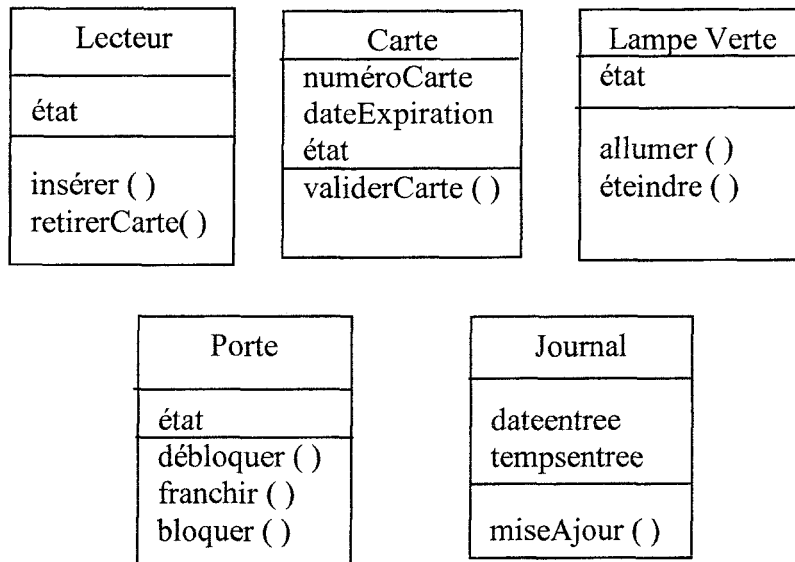 Lecteur
état
insérer ( )
retirerCarte( )
Carte
numéroCarte
dateExpiration
état
validerCarte ( )
Lampe Verte
état
allumer ( )
éteindre ( )
Porte
état
débloquer ( )
franchir ( )
bloquer ( )
Journal
dateentree
tempsentree
miseAjour ( )